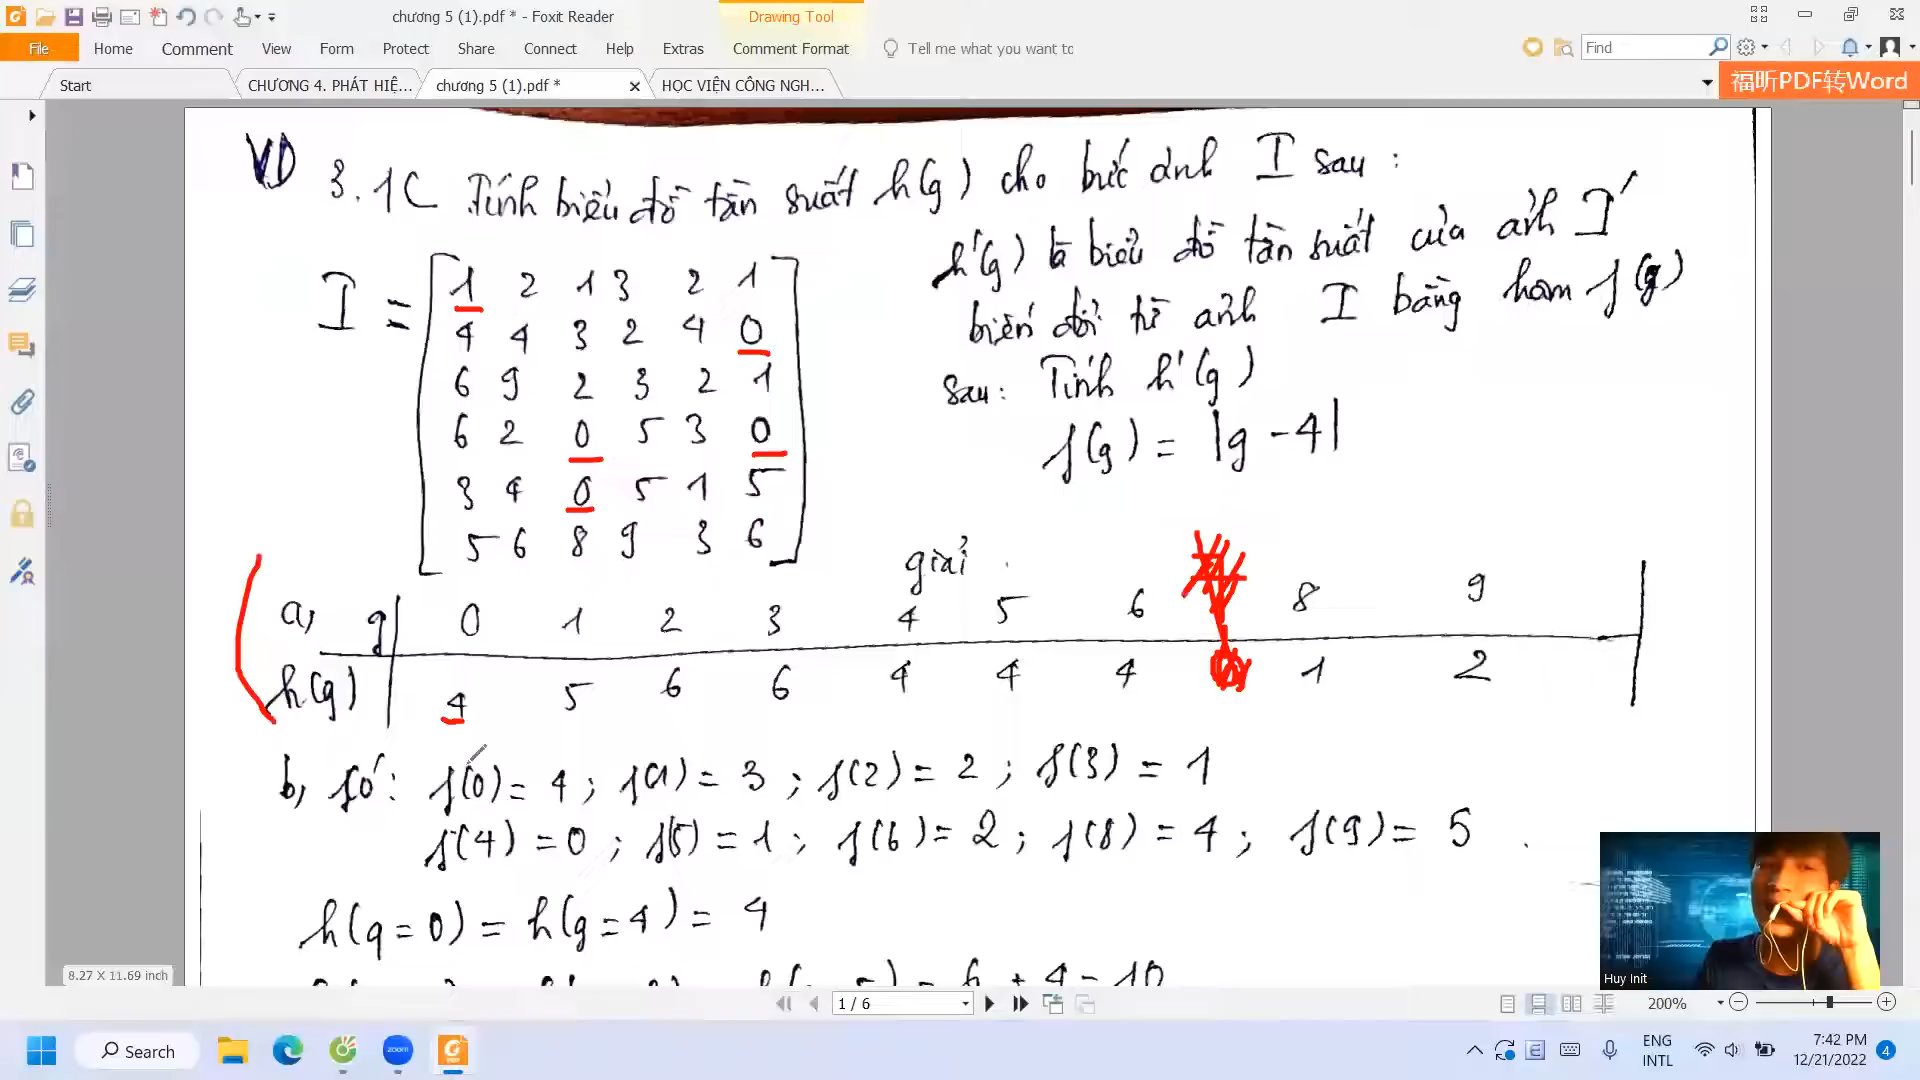 chương 5 (1).pdf * - Foxit Reader
Drawing Tool
File Home Comment View Form Protect Share Connect Help Extras Comment Format Tell me what you want to Find
Start CHƯƠNG 4. PHÁT HIỆ... chương 5 (1).pdf * HỌC VIỆN CÔNG NGH... 福昕PDF转Word
VD 3.1C Tính biểu đồ tần suất h(g) cho bức ảnh I sau :
h'(g) là biểu đồ tần suất của ảnh I'
biến đổi từ ảnh I bằng hàm f(g)
sau: Tính h'(g)
f(g) = |g - 4|
I =
1 2 1 3 2 1
4 4 3 2 4 0
6 9 2 3 2 1
6 2 0 5 3 0
3 4 0 5 1 5
5 6 8 9 3 6
giải
a, g 0 1 2 3 4 5 6 8 9
h(g) 4 5 6 6 4 4 4 1 2
b, có: f(0) = 4 ; f(1) = 3 ; f(2) = 2 ; f(3) = 1
f(4) = 0 ; f(5) = 1 ; f(6) = 2 ; f(8) = 4 ; f(9) = 5
h(g = 0) = h(g = 4) = 4
= 6 + 4 = 10
Huy Init
8.27 X 11.69 inch
1 / 6
200%
Search
zoom
ENG
INTL
7:42 PM
12/21/2022
4